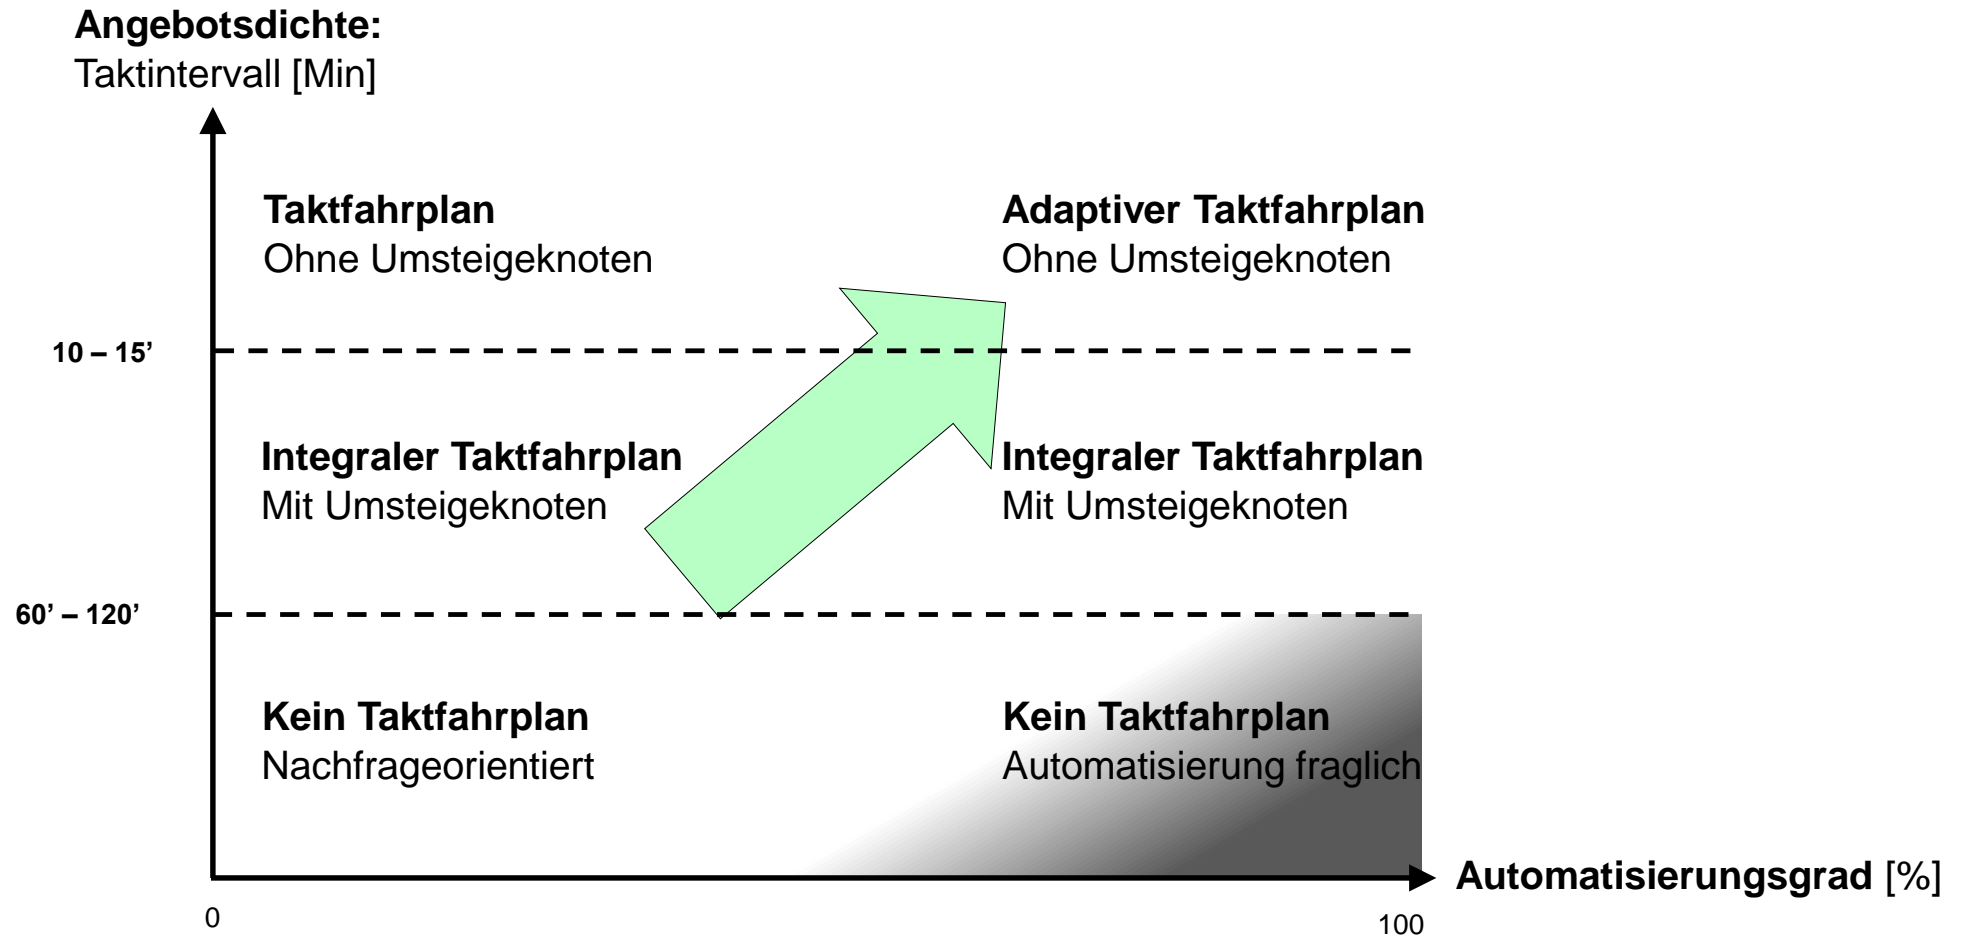 Angebotsdichte:
Taktintervall [Min]
Taktfahrplan
Ohne Umsteigeknoten
Adaptiver Taktfahrplan
Ohne Umsteigeknoten
10 – 15’
Integraler Taktfahrplan
Mit Umsteigeknoten
Integraler Taktfahrplan
Mit Umsteigeknoten
60’ – 120’
Kein Taktfahrplan
Nachfrageorientiert
Kein Taktfahrplan
Automatisierung fraglich
Automatisierungsgrad [%]
0
100